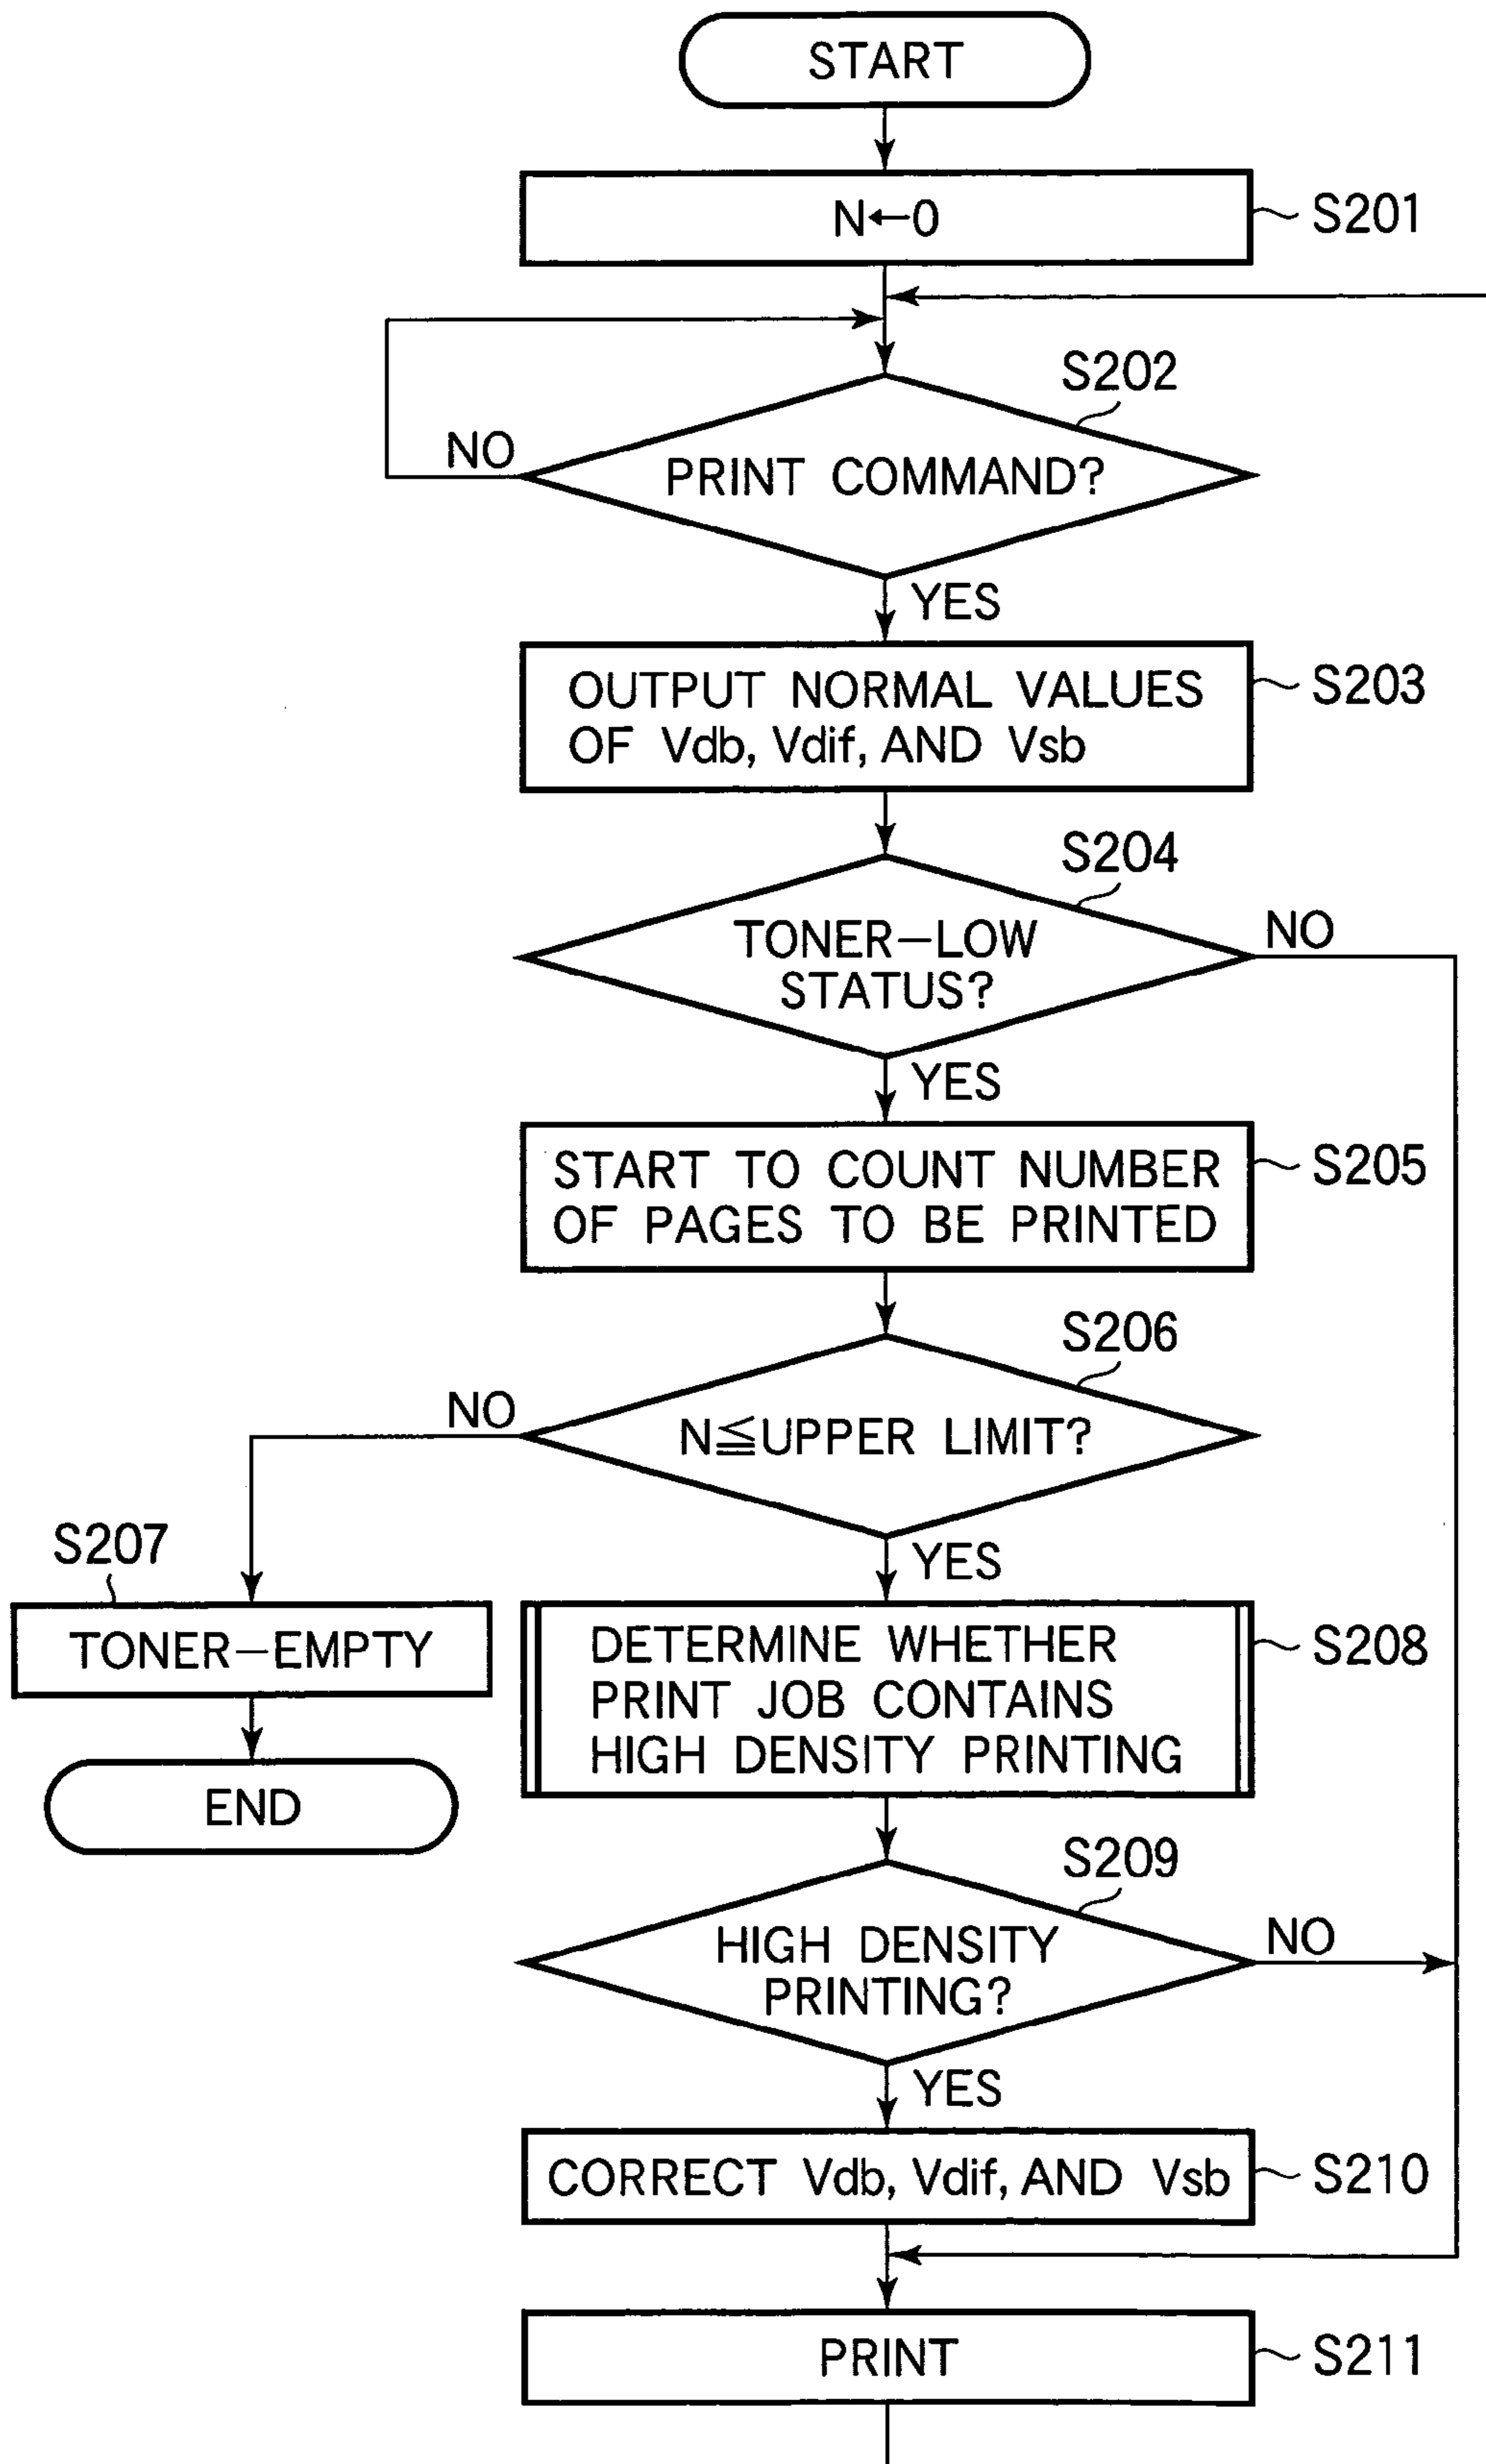 START
N←0
S201
S202
NO
PRINT COMMAND?
YES
OUTPUT NORMAL VALUES
OF Vdb, Vdif, AND Vsb
S203
S204
TONER-LOW
STATUS?
NO
YES
START TO COUNT NUMBER
OF PAGES TO BE PRINTED
S205
S206
NO
N≦UPPER LIMIT?
YES
S207
TONER-EMPTY
END
DETERMINE WHETHER
PRINT JOB CONTAINS
HIGH DENSITY PRINTING
S208
S209
HIGH DENSITY
PRINTING?
NO
YES
CORRECT Vdb, Vdif, AND Vsb
S210
PRINT
S211